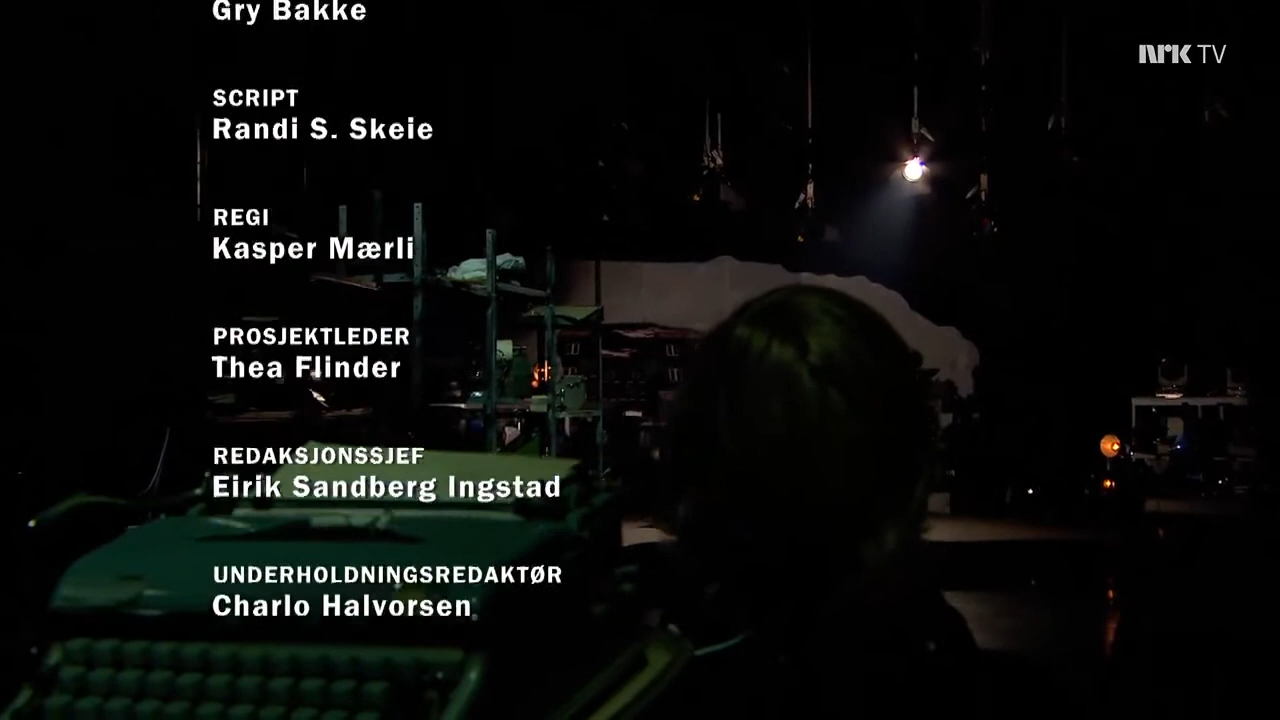 Gry Bakke
nrk TV
SCRIPT
Randi S. Skeie
REGI
Kasper Mærli
PROSJEKTLEDER
Thea Flinder
REDAKSJONSSJEF
Eirik Sandberg Ingstad
UNDERHOLDNINGSREDAKTØR
Charlo Halvorsen